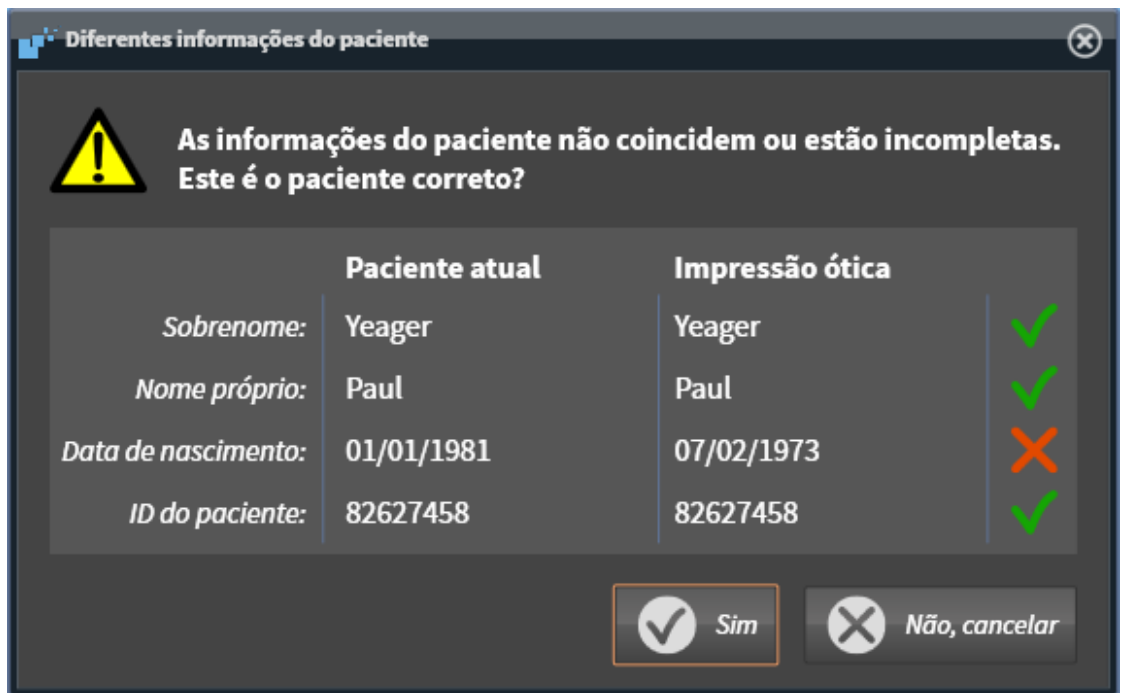 Diferentes informações do paciente
As informações do paciente não coincidem ou estão incompletas.
Este é o paciente correto?
Paciente atual Impressão ótica
Sobrenome: Yeager Yeager
Nome próprio: Paul Paul
Data de nascimento: 01/01/1981 07/02/1973
ID do paciente: 82627458 82627458
Sim Não, cancelar